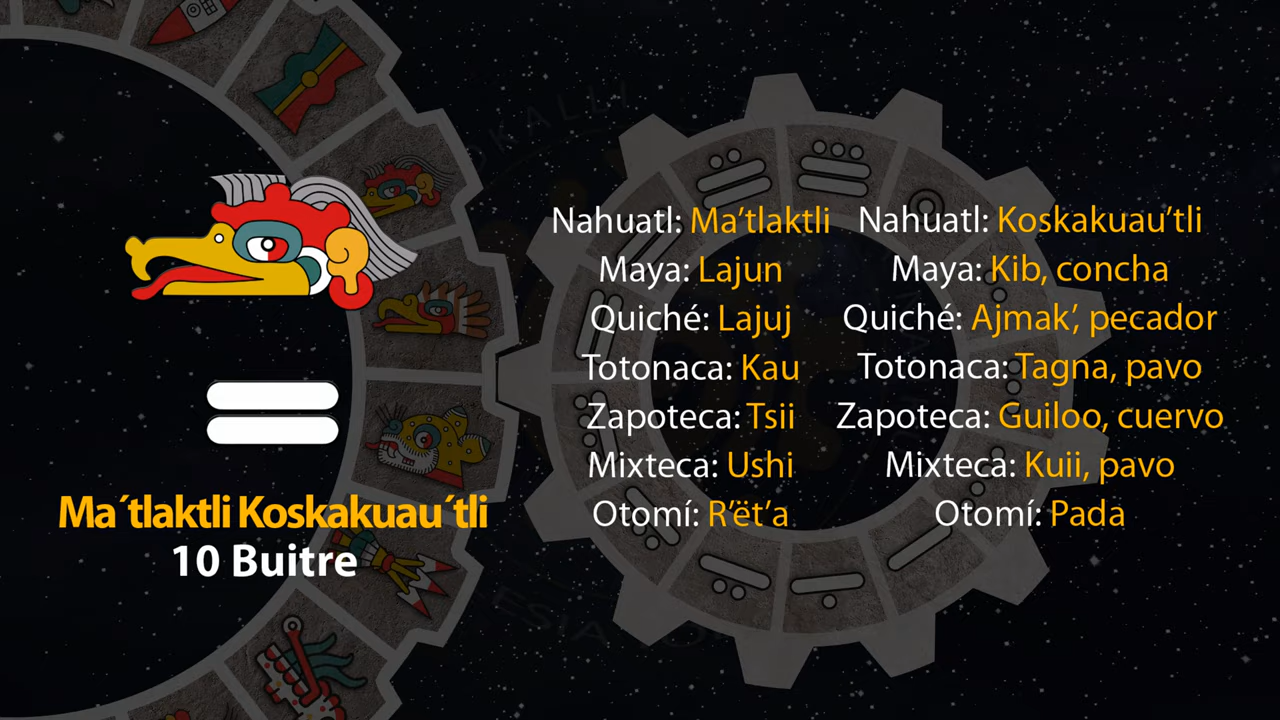 Nahuatl: Ma’tlaktli
Maya: Lajun
Quiché: Lajuj
Totonaca: Kau
Zapoteca: Tsii
Mixteca: Ushi
Otomí: R’ët’a
Nahuatl: Koskakuau’tli
Maya: Kib, concha
Quiché: Ajmak’, pecador
Totonaca: Tagna, pavo
Zapoteca: Guiloo, cuervo
Mixteca: Kuii, pavo
Otomí: Pada
Ma´tlaktli Koskakuau´tli
10 Buitre